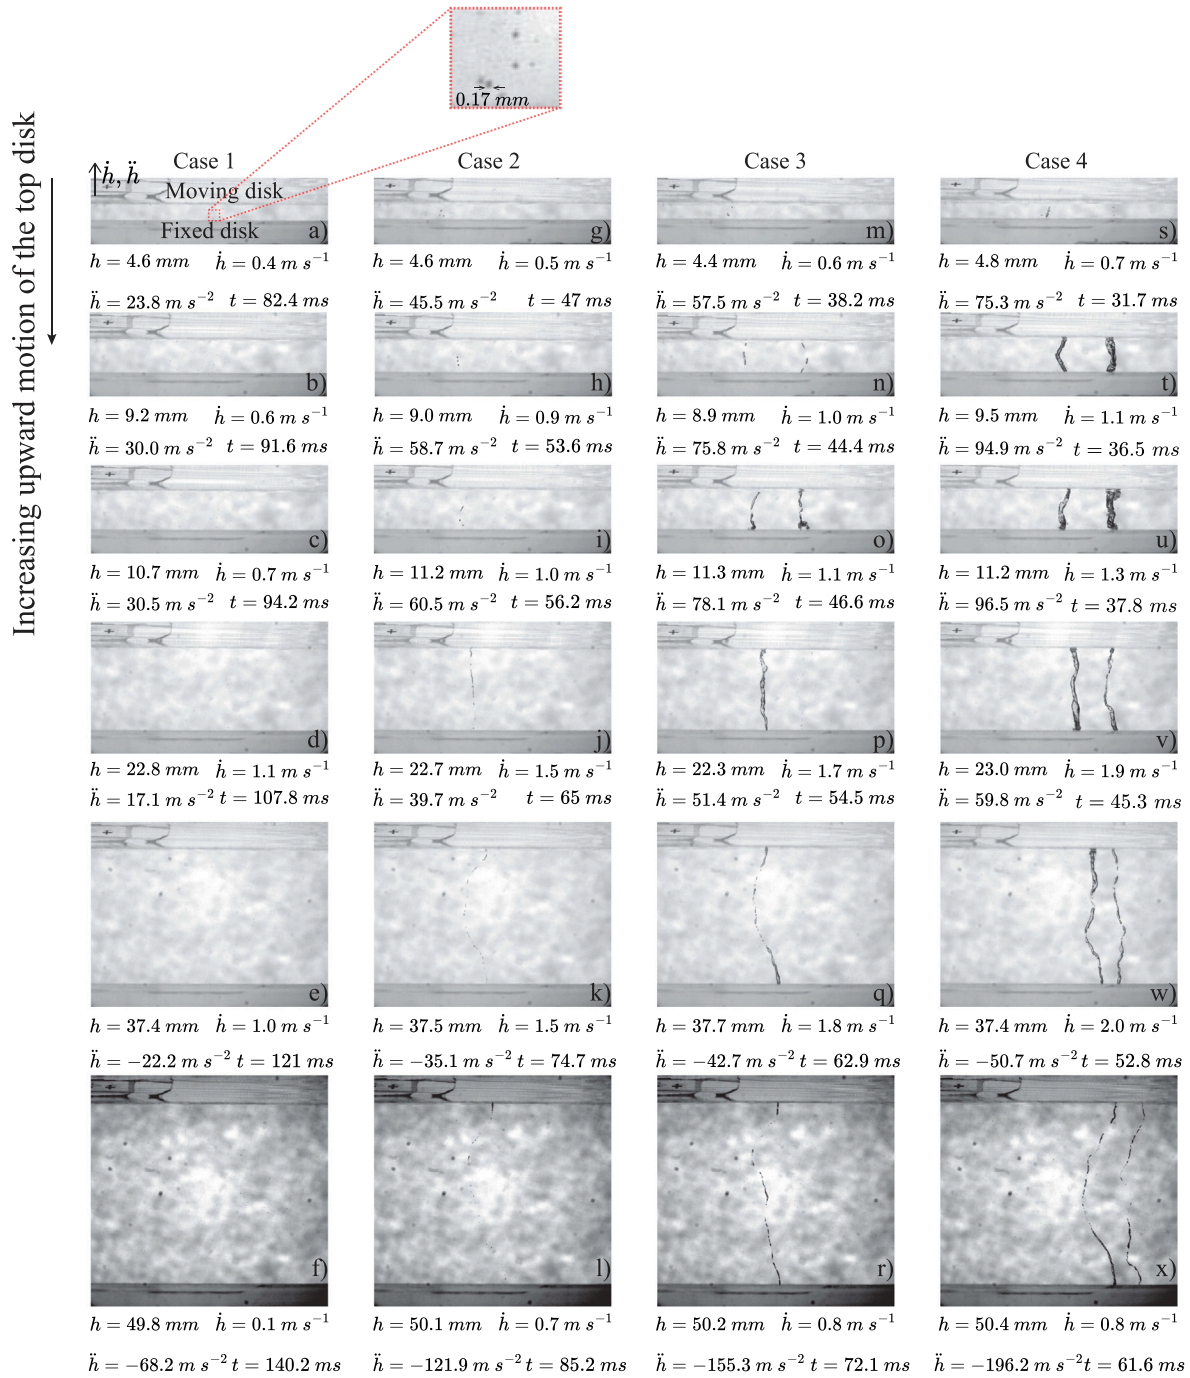 0.17 mm
Increasing upward motion of the top disk
Case 1 Case 2 Case 3 Case 4
ḣ, ḧ
Moving disk
Fixed disk a) g) m) s)
h = 4.6 mm ḣ = 0.4 m s⁻¹ h = 4.6 mm ḣ = 0.5 m s⁻¹ h = 4.4 mm ḣ = 0.6 m s⁻¹ h = 4.8 mm ḣ = 0.7 m s⁻¹
ḧ = 23.8 m s⁻² t = 82.4 ms ḧ = 45.5 m s⁻² t = 47 ms ḧ = 57.5 m s⁻² t = 38.2 ms ḧ = 75.3 m s⁻² t = 31.7 ms
b) h) n) t)
h = 9.2 mm ḣ = 0.6 m s⁻¹ h = 9.0 mm ḣ = 0.9 m s⁻¹ h = 8.9 mm ḣ = 1.0 m s⁻¹ h = 9.5 mm ḣ = 1.1 m s⁻¹
ḧ = 30.0 m s⁻² t = 91.6 ms ḧ = 58.7 m s⁻² t = 53.6 ms ḧ = 75.8 m s⁻² t = 44.4 ms ḧ = 94.9 m s⁻² t = 36.5 ms
c) i) o) u)
h = 10.7 mm ḣ = 0.7 m s⁻¹ h = 11.2 mm ḣ = 1.0 m s⁻¹ h = 11.3 mm ḣ = 1.1 m s⁻¹ h = 11.2 mm ḣ = 1.3 m s⁻¹
ḧ = 30.5 m s⁻² t = 94.2 ms ḧ = 60.5 m s⁻² t = 56.2 ms ḧ = 78.1 m s⁻² t = 46.6 ms ḧ = 96.5 m s⁻² t = 37.8 ms
d) j) p) v)
h = 22.8 mm ḣ = 1.1 m s⁻¹ h = 22.7 mm ḣ = 1.5 m s⁻¹ h = 22.3 mm ḣ = 1.7 m s⁻¹ h = 23.0 mm ḣ = 1.9 m s⁻¹
ḧ = 17.1 m s⁻² t = 107.8 ms ḧ = 39.7 m s⁻² t = 65 ms ḧ = 51.4 m s⁻² t = 54.5 ms ḧ = 59.8 m s⁻² t = 45.3 ms
e) k) q) w)
h = 37.4 mm ḣ = 1.0 m s⁻¹ h = 37.5 mm ḣ = 1.5 m s⁻¹ h = 37.7 mm ḣ = 1.8 m s⁻¹ h = 37.4 mm ḣ = 2.0 m s⁻¹
ḧ = −22.2 m s⁻² t = 121 ms ḧ = −35.1 m s⁻² t = 74.7 ms ḧ = −42.7 m s⁻² t = 62.9 ms ḧ = −50.7 m s⁻² t = 52.8 ms
f) l) r) x)
h = 49.8 mm ḣ = 0.1 m s⁻¹ h = 50.1 mm ḣ = 0.7 m s⁻¹ h = 50.2 mm ḣ = 0.8 m s⁻¹ h = 50.4 mm ḣ = 0.8 m s⁻¹
ḧ = −68.2 m s⁻² t = 140.2 ms ḧ = −121.9 m s⁻² t = 85.2 ms ḧ = −155.3 m s⁻² t = 72.1 ms ḧ = −196.2 m s⁻² t = 61.6 ms